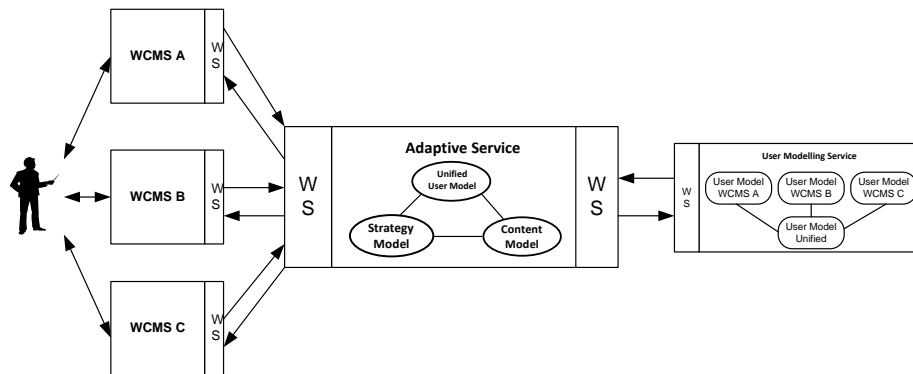 WCMS A
W
S
WCMS B
W
S
WCMS C
W
S
W
S
Adaptive Service
Unified
User Model
Strategy
Model
Content
Model
W
S
W
S
User Modelling Service
User Model
WCMS A
User Model
WCMS B
User Model
WCMS C
User Model
Unified